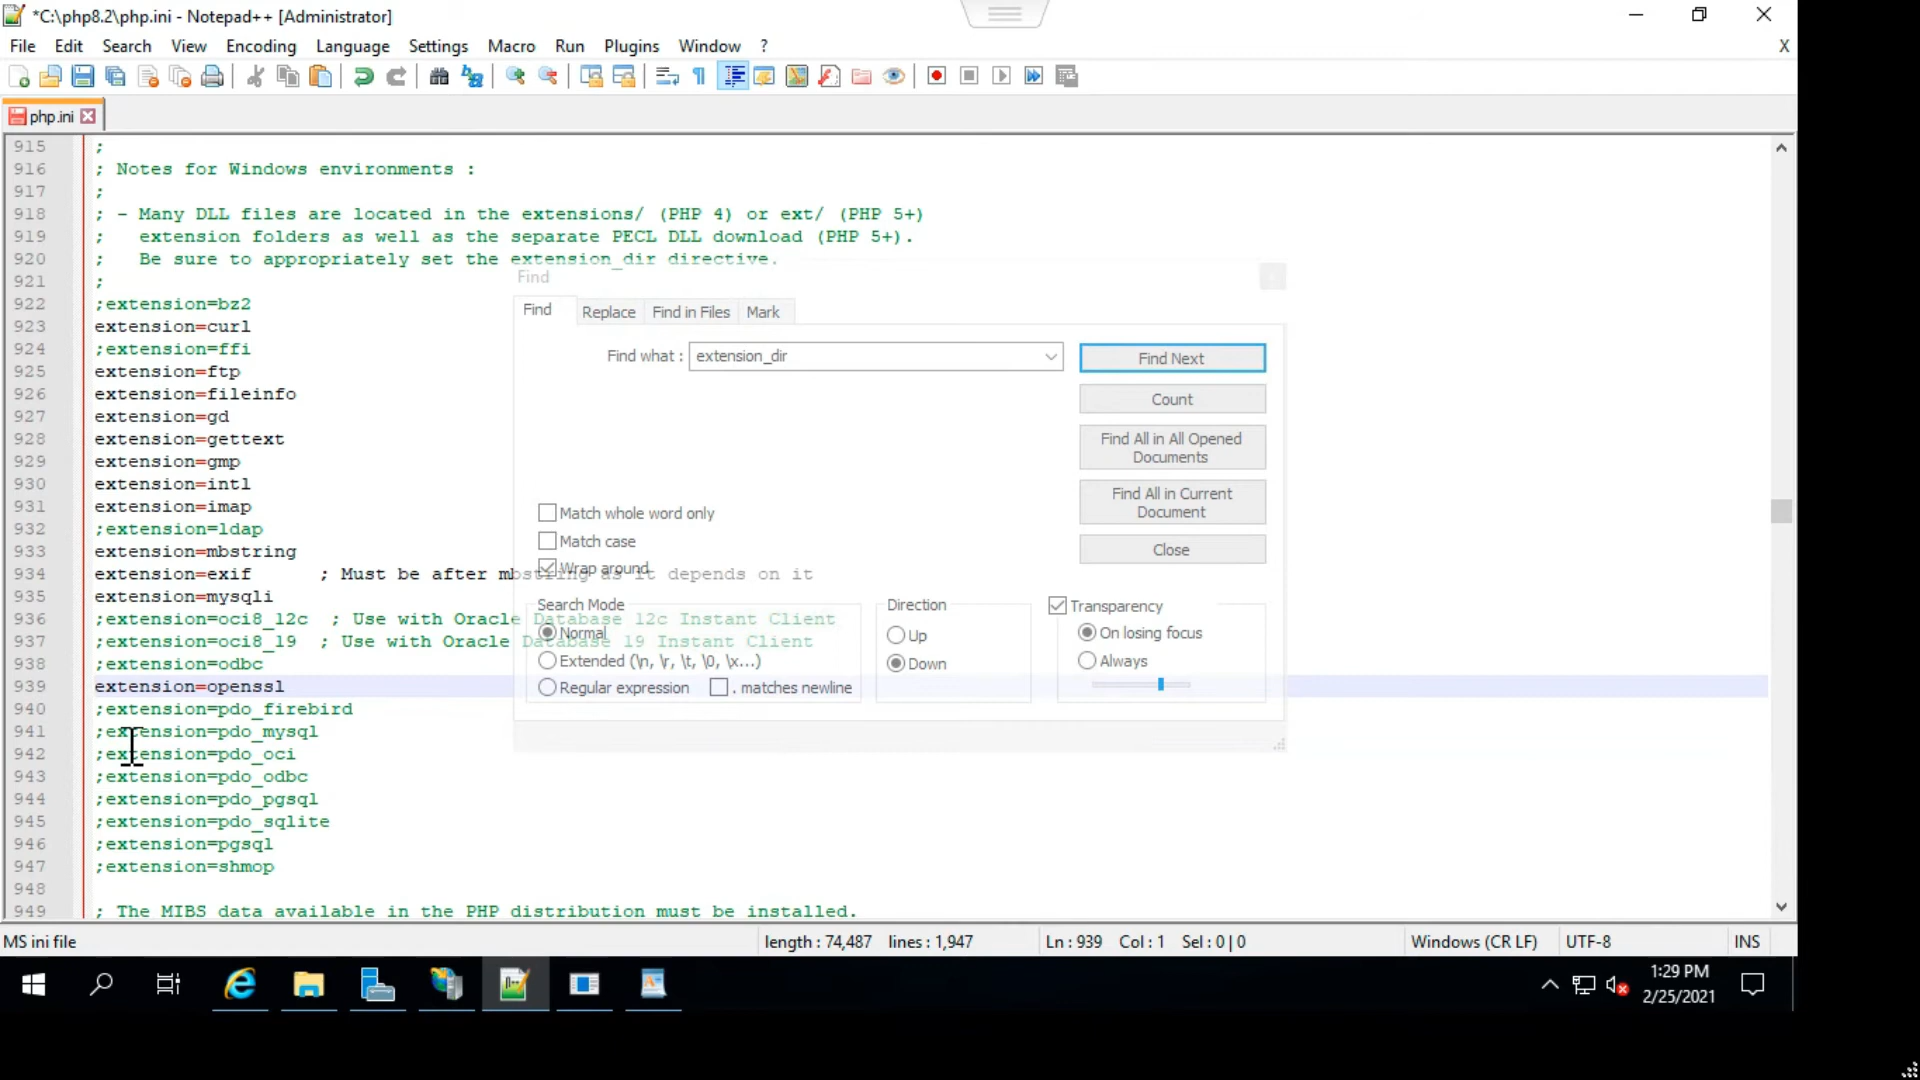 *C:\php8.2\php.ini - Notepad++ [Administrator]
File Edit Search View Encoding Language Settings Macro Run Plugins Window ? X
php.ini
915 ;
916 ; Notes for Windows environments :
917 ;
918 ; - Many DLL files are located in the extensions/ (PHP 4) or ext/ (PHP 5+)
919 ; extension folders as well as the separate PECL DLL download (PHP 5+).
920 ; Be sure to appropriately set the extension_dir directive.
921 ;
922 ;extension=bz2
923 extension=curl
924 ;extension=ffi
925 extension=ftp
926 extension=fileinfo
927 extension=gd
928 extension=gettext
929 extension=gmp
930 extension=intl
931 extension=imap
932 ;extension=ldap
933 extension=mbstring
934 extension=exif ; Must be after mbstring as it depends on it
935 extension=mysqli
936 ;extension=oci8_12c ; Use with Oracle Database 12c Instant Client
937 ;extension=oci8_19 ; Use with Oracle Database 19 Instant Client
938 ;extension=odbc
939 extension=openssl
940 ;extension=pdo_firebird
941 ;extension=pdo_mysql
942 ;extension=pdo_oci
943 ;extension=pdo_odbc
944 ;extension=pdo_pgsql
945 ;extension=pdo_sqlite
946 ;extension=pgsql
947 ;extension=shmop
948
949 ; The MIBS data available in the PHP distribution must be installed.
Find
Find Replace Find in Files Mark
Find what : extension_dir
Find Next
Count
Find All in All Opened
Documents
Find All in Current
Document
Close
Match whole word only
Match case
Wrap around
Search Mode
Normal
Extended (\n, \r, \t, \0, \x...)
Regular expression . matches newline
Direction
Up
Down
Transparency
On losing focus
Always
MS ini file length : 74,487 lines : 1,947 Ln : 939 Col : 1 Sel : 0 | 0 Windows (CR LF) UTF-8 INS
1:29 PM
2/25/2021